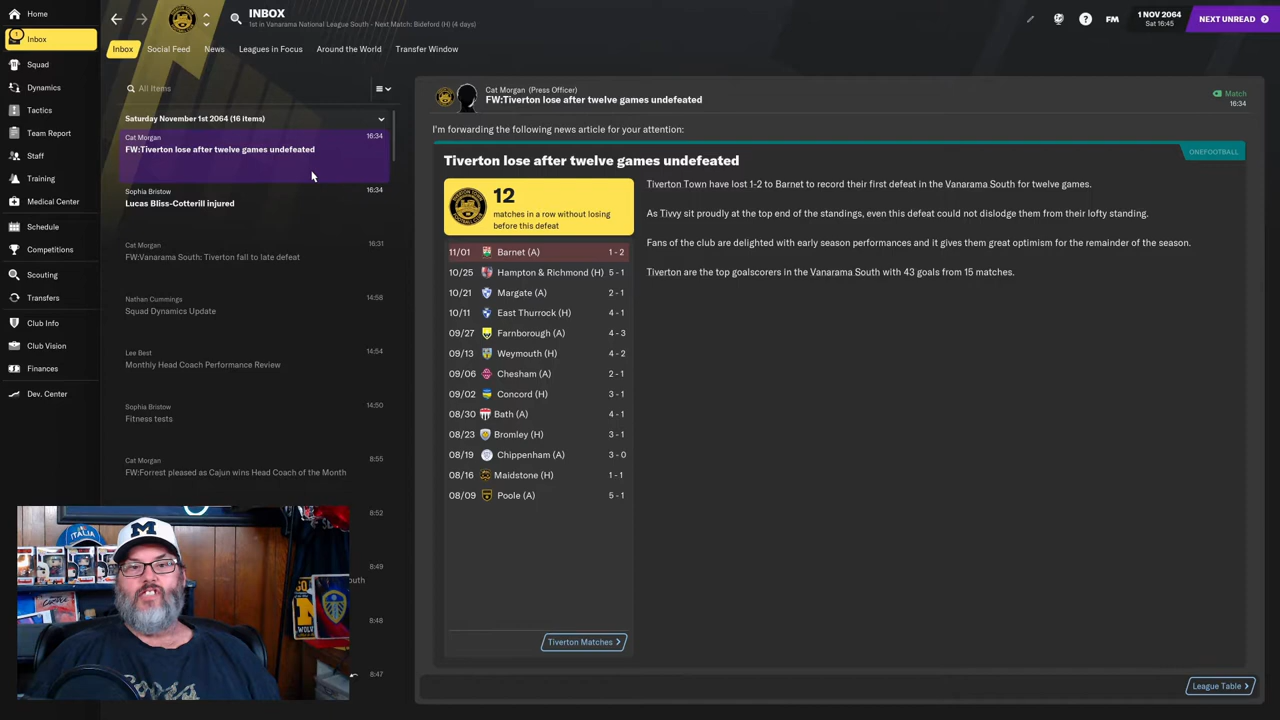 Home
Inbox
Squad
Dynamics
Tactics
Team Report
Staff
Training
Medical Center
Schedule
Competitions
Scouting
Transfers
Club Info
Club Vision
Finances
Dev. Center
INBOX
1st in Vanarama National League South - Next Match: Bideford (H) (4 days)
FM
1 NOV 2064
Sat 16:45
NEXT UNREAD
Inbox
Social Feed
News
Leagues in Focus
Around the World
Transfer Window
All Items
Saturday November 1st 2064 (16 items)
Cat Morgan 16:34
FW:Tiverton lose after twelve games undefeated
Sophia Bristow 16:34
Lucas Bliss-Cotterill injured
Cat Morgan 16:31
FW:Vanarama South: Tiverton fall to late defeat
Nathan Cummings 14:58
Squad Dynamics Update
Lee Best 14:54
Monthly Head Coach Performance Review
Sophia Bristow 14:50
Fitness tests
Cat Morgan 8:55
FW:Forrest pleased as Cajun wins Head Coach of the Month
8:52
8:49
outh
8:48
8:47
ITALIA
M
Cat Morgan (Press Officer)
FW:Tiverton lose after twelve games undefeated
Match
16:34
I'm forwarding the following news article for your attention:
Tiverton lose after twelve games undefeated
ONEFOOTBALL
12
matches in a row without losing
before this defeat
11/01 Barnet (A) 1 - 2
10/25 Hampton & Richmond (H) 5 - 1
10/21 Margate (A) 2 - 1
10/11 East Thurrock (H) 4 - 1
09/27 Farnborough (A) 4 - 3
09/13 Weymouth (H) 4 - 2
09/06 Chesham (A) 2 - 1
09/02 Concord (H) 3 - 1
08/30 Bath (A) 4 - 1
08/23 Bromley (H) 3 - 1
08/19 Chippenham (A) 3 - 0
08/16 Maidstone (H) 1 - 1
08/09 Poole (A) 5 - 1
Tiverton Matches
Tiverton Town have lost 1-2 to Barnet to record their first defeat in the Vanarama South for twelve games.
As Tivvy sit proudly at the top end of the standings, even this defeat could not dislodge them from their lofty standing.
Fans of the club are delighted with early season performances and it gives them great optimism for the remainder of the season.
Tiverton are the top goalscorers in the Vanarama South with 43 goals from 15 matches.
League Table